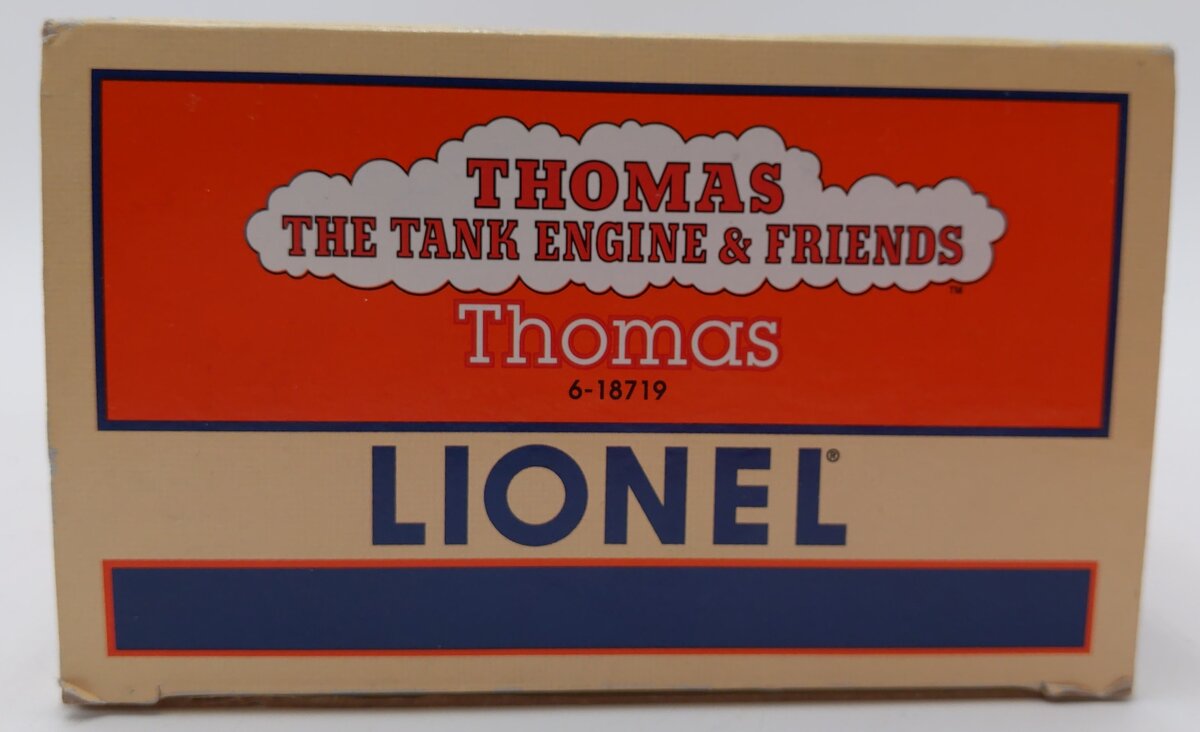 THOMAS
THE TANK ENGINE & FRIENDS
TM
Thomas
6-18719
LIONEL®